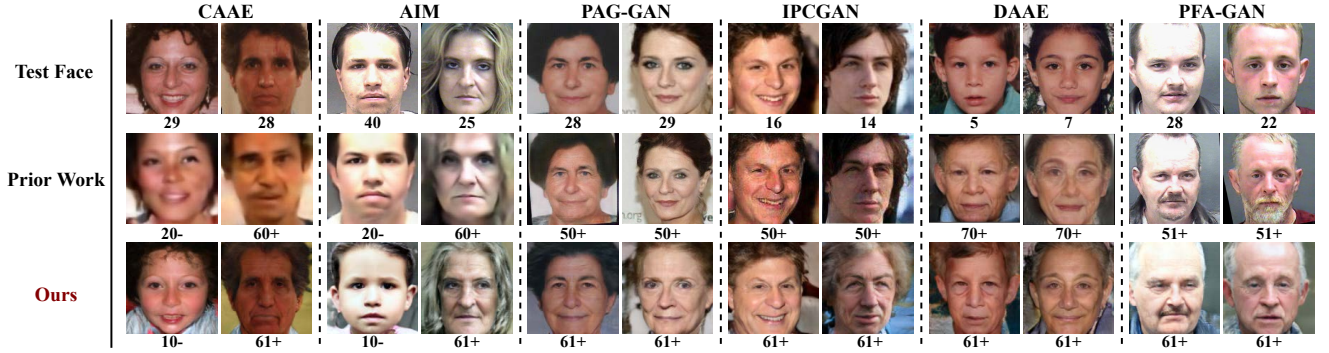 CAAE AIM PAG-GAN IPCGAN DAAE PFA-GAN
Test Face
29 28 40 25 28 29 16 14 5 7 28 22
Prior Work
20- 60+ 20- 60+ 50+ 50+ 50+ 50+ 70+ 70+ 51+ 51+
Ours
10- 61+ 10- 61+ 61+ 61+ 61+ 61+ 61+ 61+ 61+ 61+